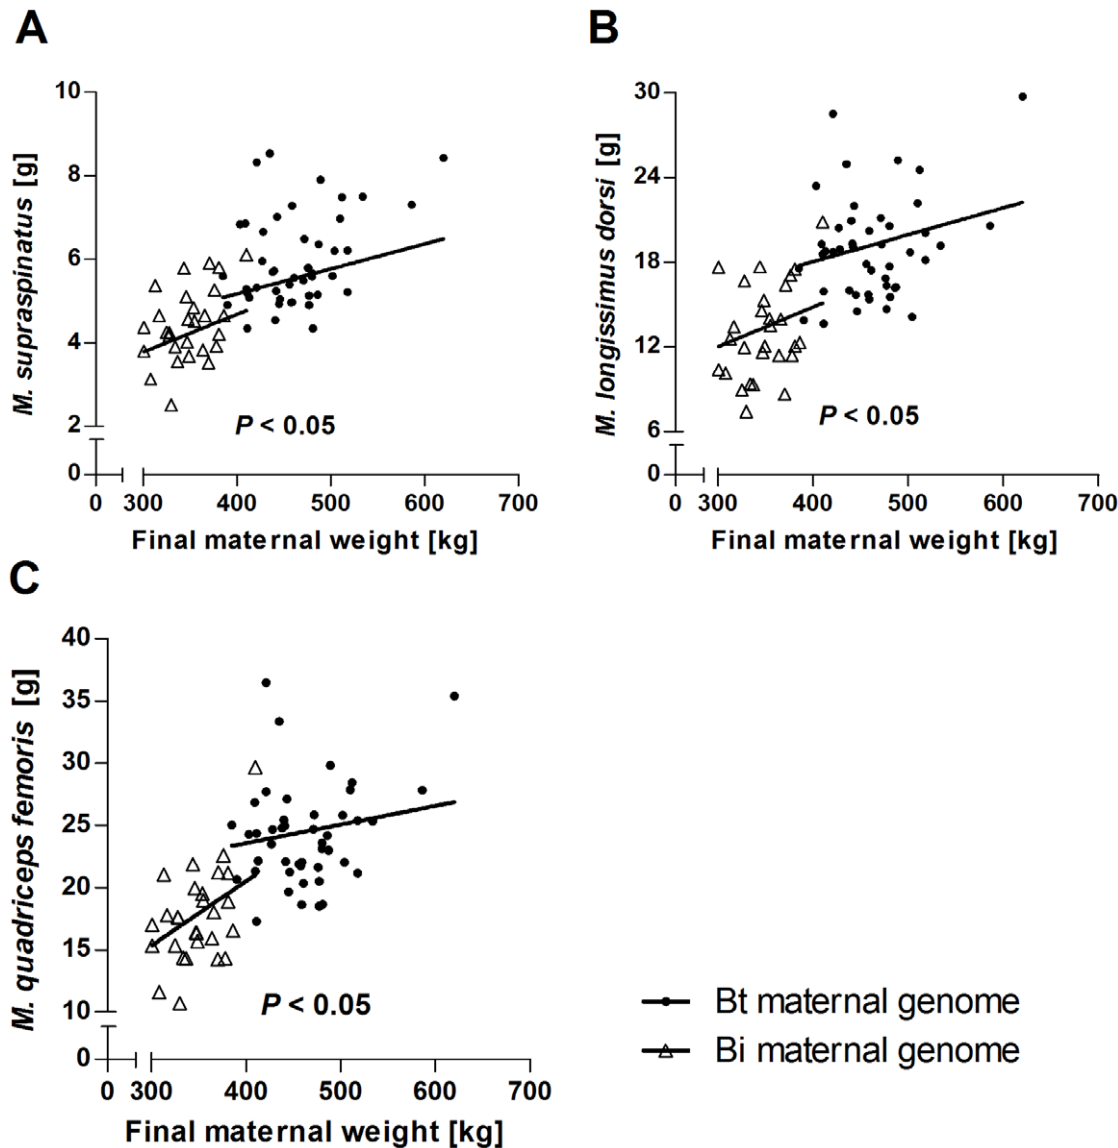 A
B
10
8
6
4
2
0
M. supraspinatus [g]
P < 0.05
0 300 400 500 600 700
Final maternal weight [kg]
30
24
18
12
6
0
M. longissimus dorsi [g]
P < 0.05
0 300 400 500 600 700
Final maternal weight [kg]
C
40
35
30
25
20
15
10
0
M. quadriceps femoris [g]
P < 0.05
0 300 400 500 600 700
Final maternal weight [kg]
Bt maternal genome
Bi maternal genome